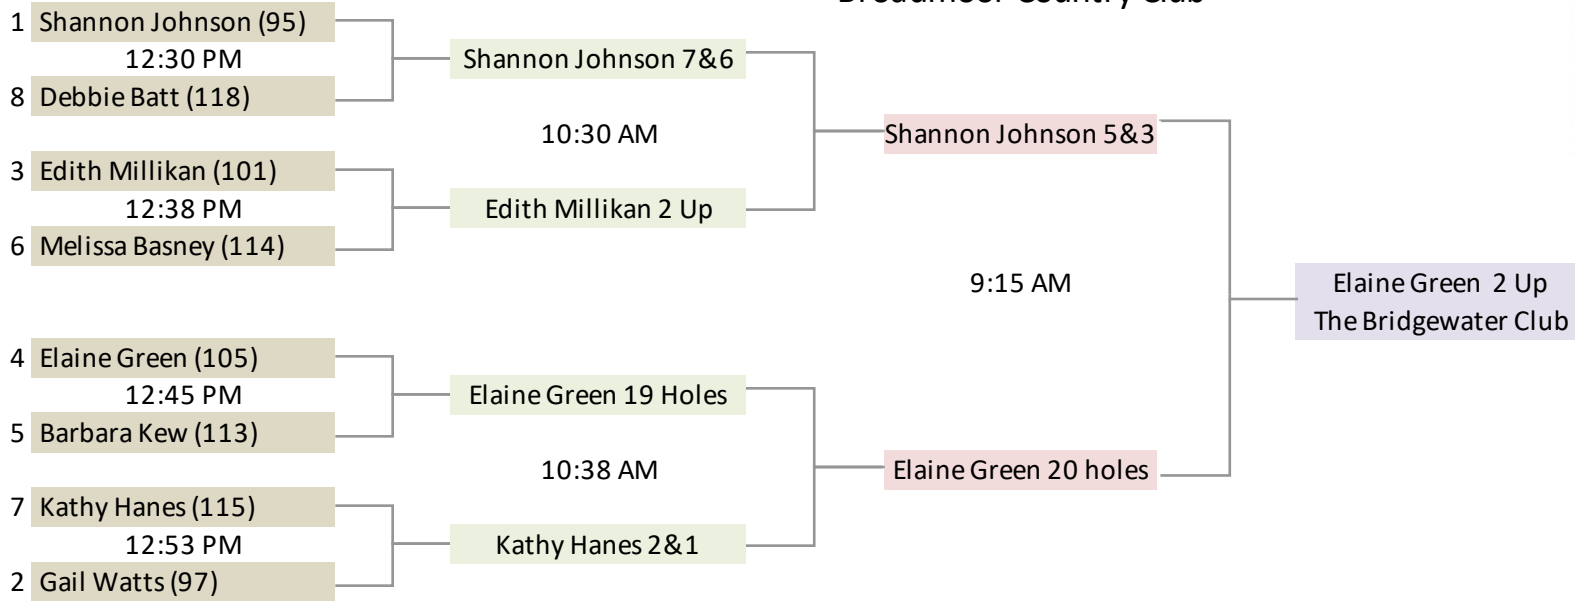 Broadmoor Country Club
1 Shannon Johnson (95)
12:30 PM
8 Debbie Batt (118)
Shannon Johnson 7&6
10:30 AM
3 Edith Millikan (101)
12:38 PM
6 Melissa Basney (114)
Edith Millikan 2 Up
Shannon Johnson 5&3
9:15 AM
4 Elaine Green (105)
12:45 PM
5 Barbara Kew (113)
Elaine Green 19 Holes
10:38 AM
7 Kathy Hanes (115)
12:53 PM
2 Gail Watts (97)
Kathy Hanes 2&1
Elaine Green 20 holes
Elaine Green 2 Up
The Bridgewater Club